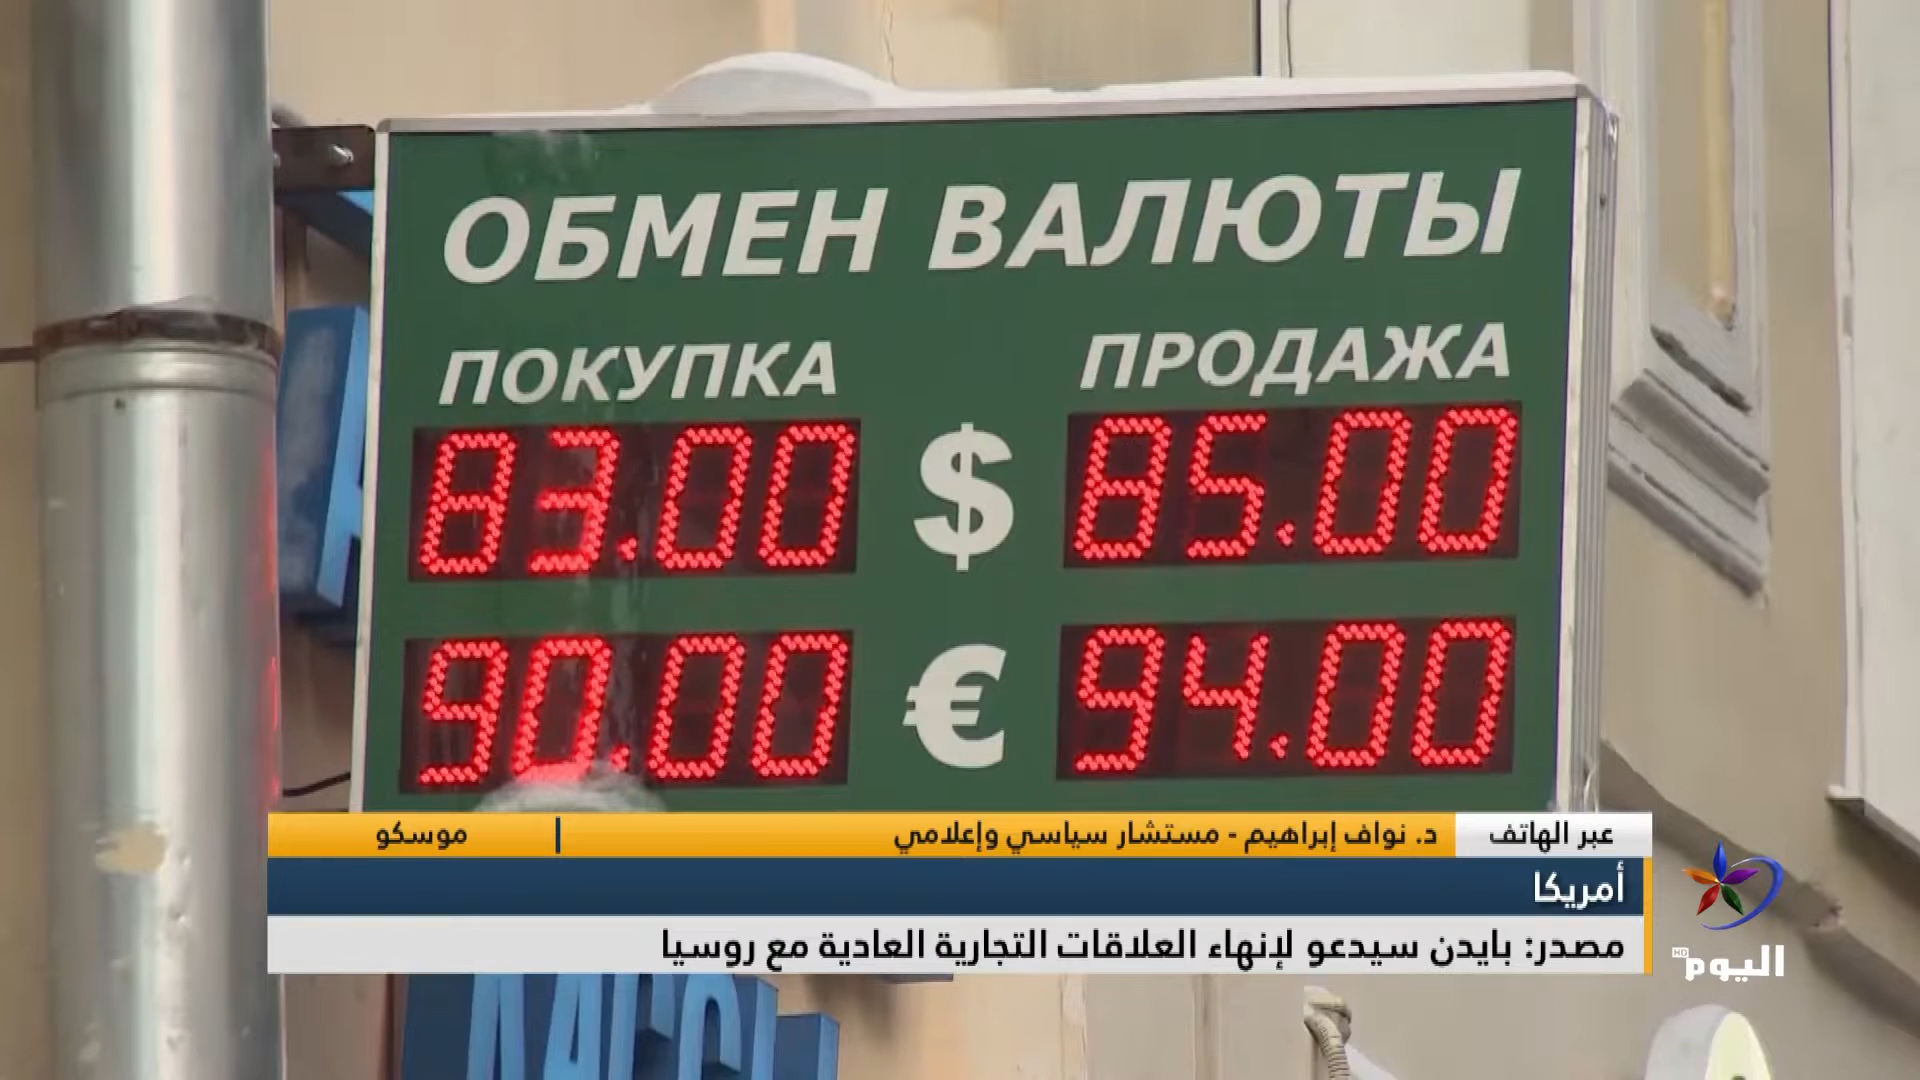 ОБМЕН ВАЛЮТЫ
ПОКУПКА ПРОДАЖА
83.00 $ 85.00
90.00 € 94.00
عبر الهاتف د. نواف إبراهيم - مستشار سياسي وإعلامي | موسكو
أمريكا
مصدر: بايدن سيدعو لإنهاء العلاقات التجارية العادية مع روسيا
اليوم HD